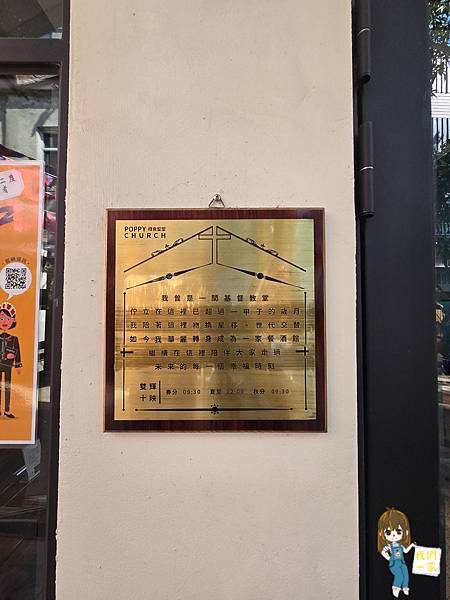 POPPY 尋食聖堂
CHURCH
我曾是一間基督教堂
佇立在這裡已超過一甲子的歲月
我陪著這裡物換星移、世代交替
如今我華麗轉身成為一家餐酒館
繼續在這裡陪伴大家走過
未來的每一個幸福時刻
雙輝
十映
春分 09:30 夏至 12:00 秋分 09:30
我們
一家